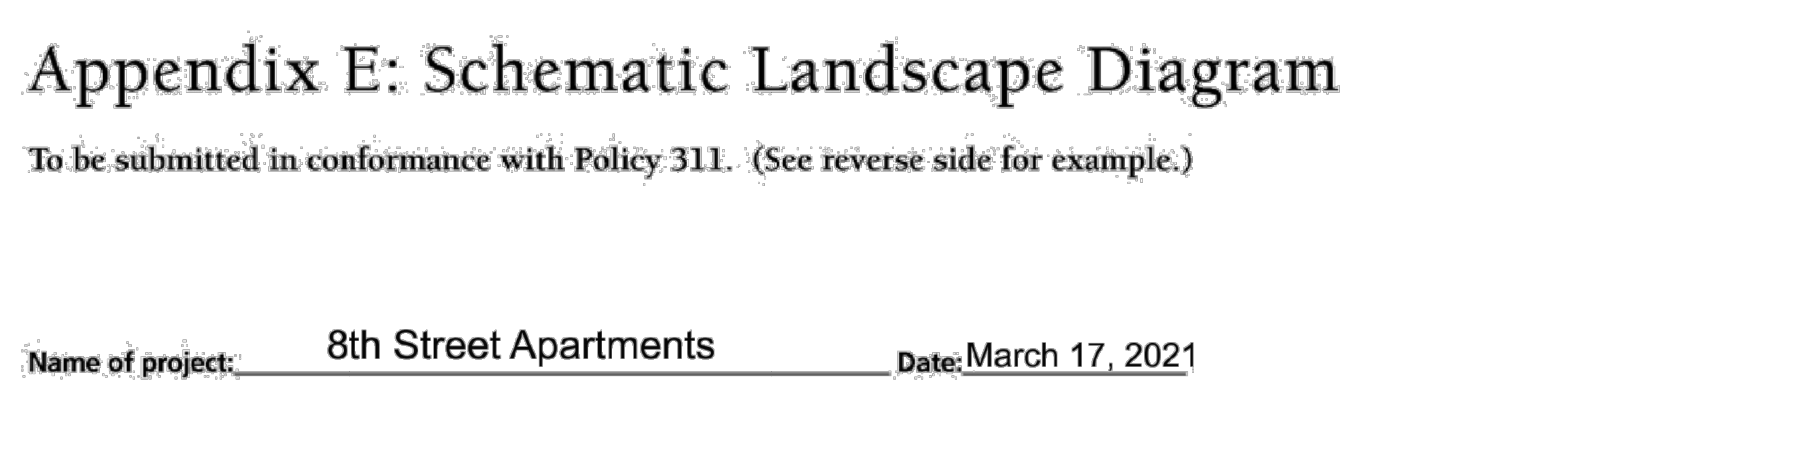 Appendix E: Schematic Landscape Diagram
To be submitted in conformance with Policy 311. (See reverse side for example.)
Name of project: 8th Street Apartments Date: March 17, 2021